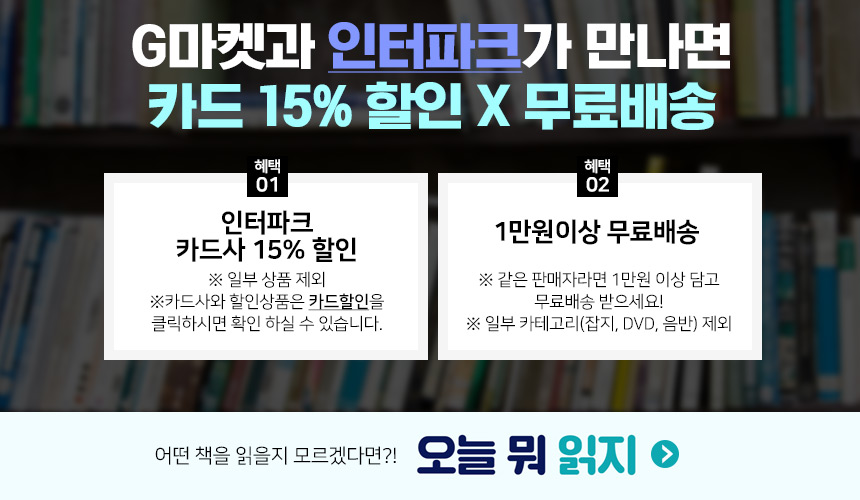 G마켓과 인터파크가 만나면
카드 15% 할인 X 무료배송
혜택
01
인터파크
카드사 15% 할인
※ 일부 상품 제외
※카드사와 할인상품은 카드할인을
클릭하시면 확인 하실 수 있습니다.
혜택
02
1만원이상 무료배송
※ 같은 판매자라면 1만원 이상 담고
무료배송 받으세요!
※ 일부 카테고리(잡지, DVD, 음반) 제외
어떤 책을 읽을지 모르겠다면?! 오늘 뭐 읽지